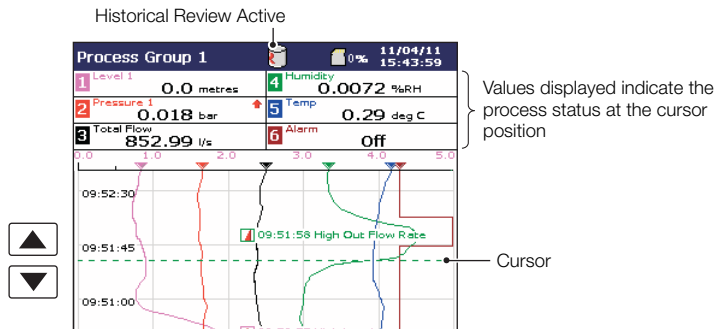 Historical Review Active
Process Group 1
0%
11/04/11
15:43:59
1 Level 1 0.0 metres
4 Humidity 0.0072 %RH
2 Pressure 1 0.018 bar
5 Temp 0.29 deg C
3 Total Flow 852.99 l/s
6 Alarm Off
Values displayed indicate the
process status at the cursor
position
0.0 1.0 2.0 3.0 4.0 5.0
09:52:30
09:51:58 High Out Flow Rate
09:51:45
Cursor
09:51:00